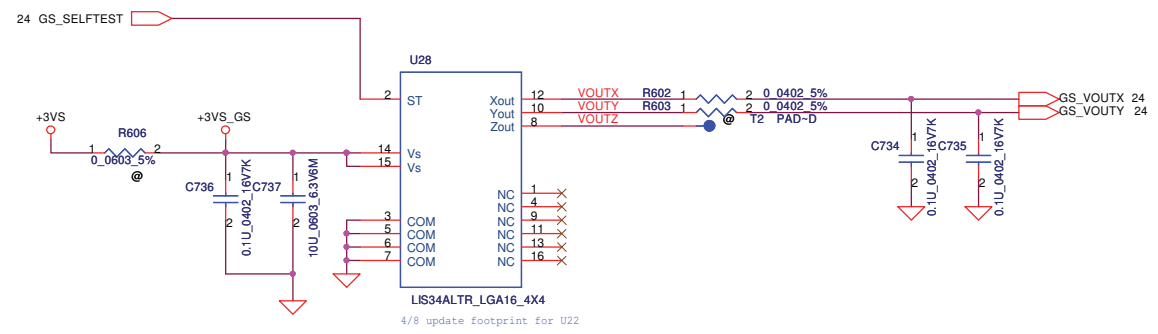 24 GS_SELFTEST
U28
2 ST
Xout 12 VOUTX R602 1 2 0_0402_5% GS_VOUTX 24
Yout 10 VOUTY R603 1 2 0_0402_5% GS_VOUTY 24
Zout 8 VOUTZ @ T2 PAD~D
+3VS
+3VS_GS
R606
1 2
0_0603_5%
@
14 Vs
15 Vs
C736 1 2 0.1U_0402_16V7K
C737 1 2 10U_0603_6.3V6M
C734 1 2 0.1U_0402_16V7K
C735 1 2 0.1U_0402_16V7K
3 COM
5 COM
6 COM
7 COM
NC 1
NC 4
NC 9
NC 11
NC 13
NC 16
LIS34ALTR_LGA16_4X4
4/8 update footprint for U22